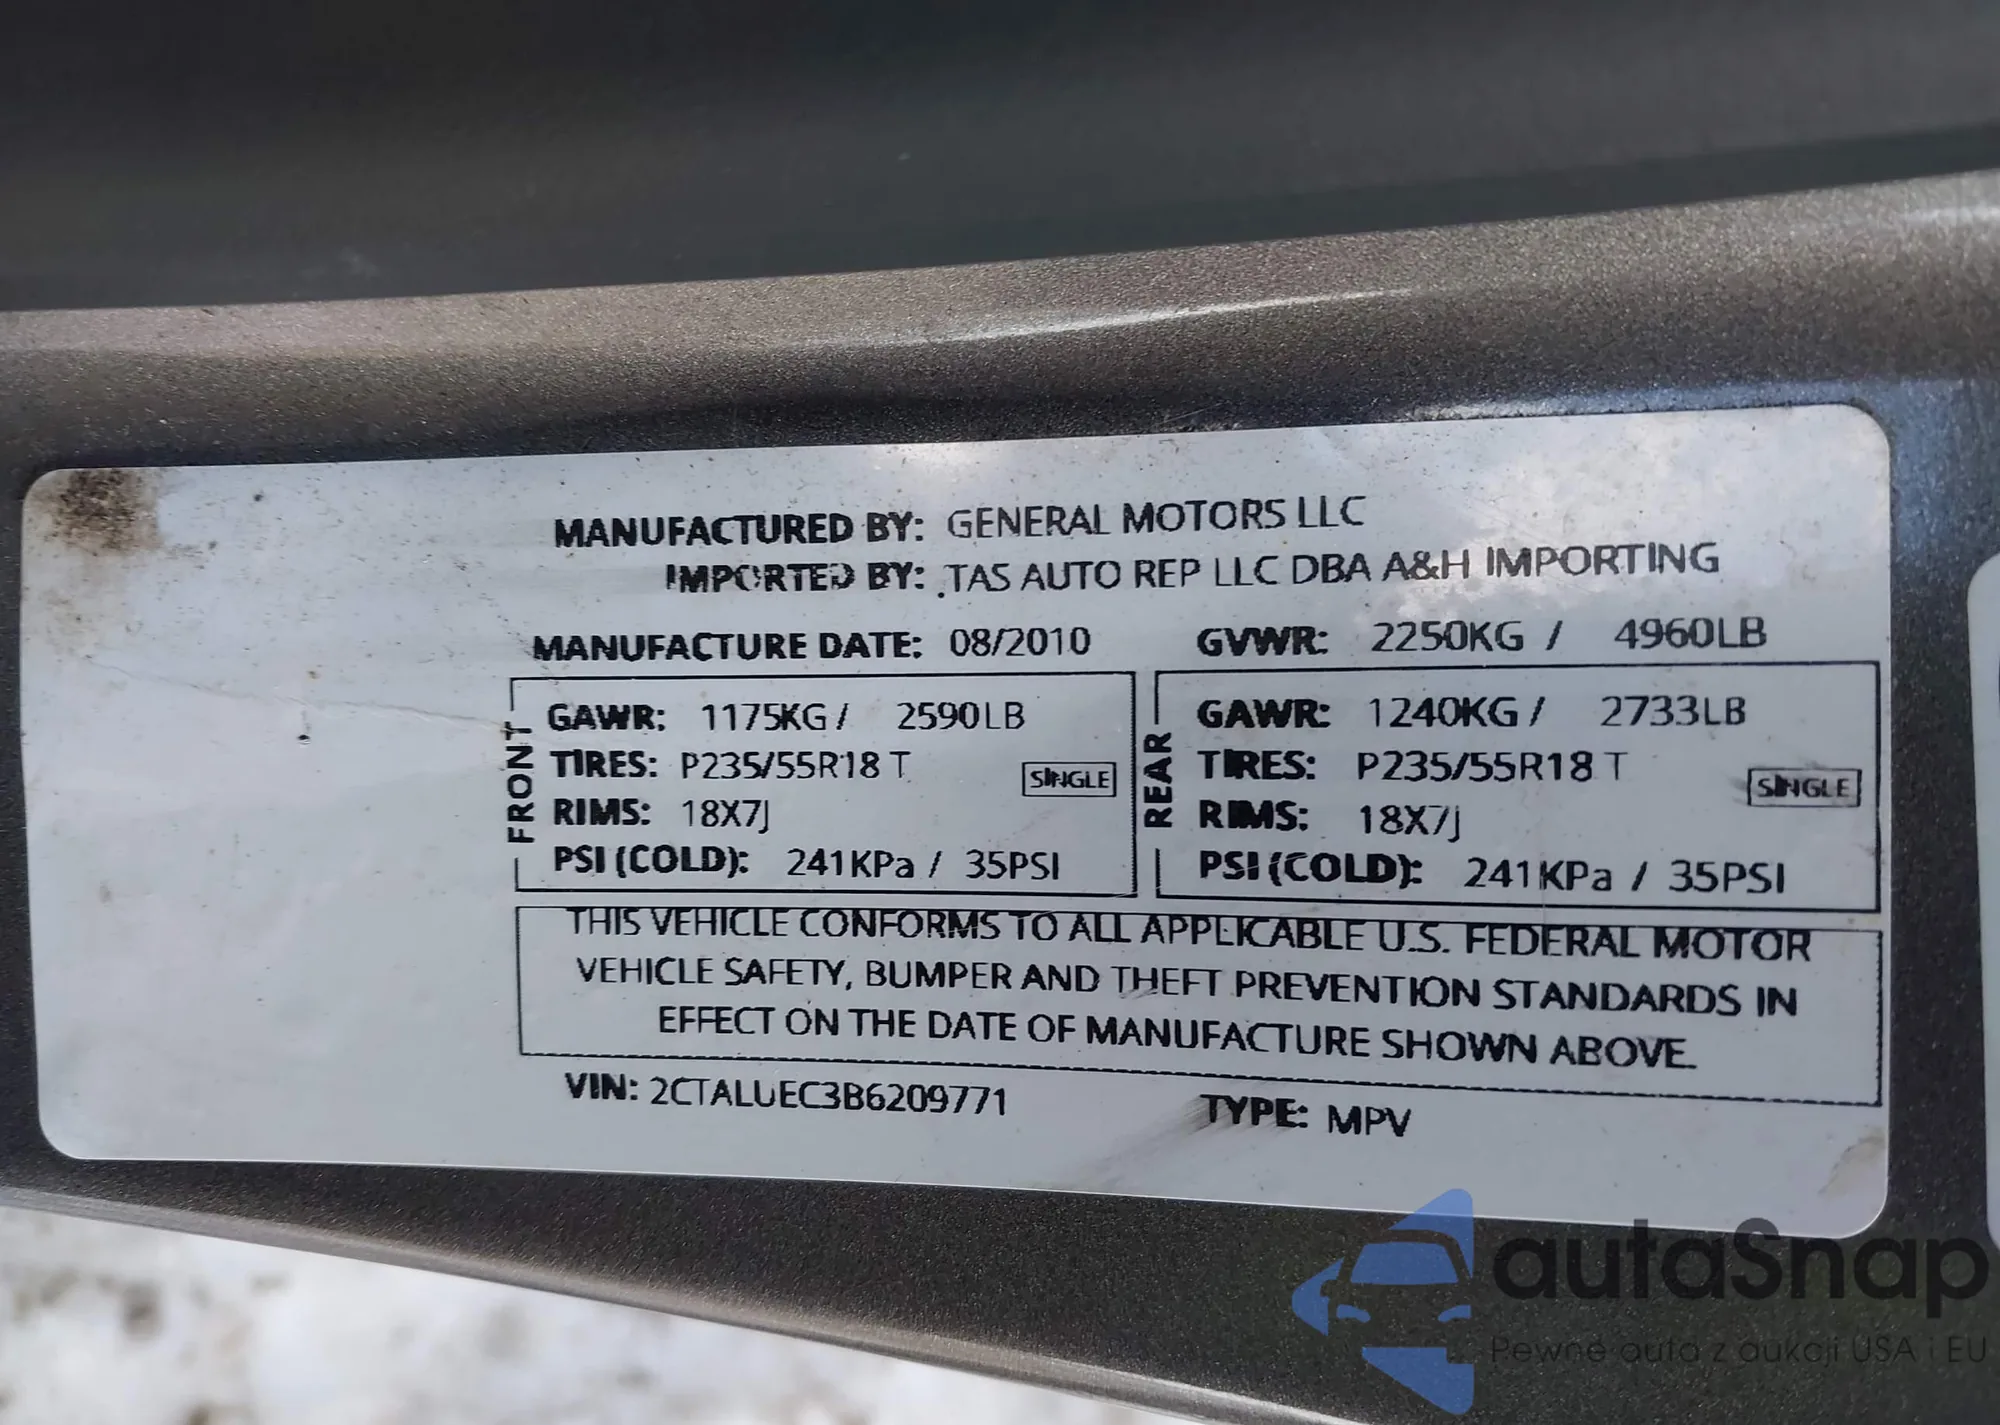 MANUFACTURED BY: GENERAL MOTORS LLC
IMPORTED BY: TAS AUTO REP LLC DBA A&H IMPORTING
MANUFACTURE DATE: 08/2010 GVWR: 2250KG / 4960LB
FRONT
GAWR: 1175KG / 2590LB
TIRES: P235/55R18 T
SINGLE
RIMS: 18X7J
PSI (COLD): 241KPa / 35PSI
REAR
GAWR: 1240KG / 2733LB
TIRES: P235/55R18 T
SINGLE
RIMS: 18X7J
PSI (COLD): 241KPa / 35PSI
THIS VEHICLE CONFORMS TO ALL APPLICABLE U.S. FEDERAL MOTOR
VEHICLE SAFETY, BUMPER AND THEFT PREVENTION STANDARDS IN
EFFECT ON THE DATE OF MANUFACTURE SHOWN ABOVE.
VIN: 2CTALUEC3B6209771 TYPE: MPV
autaSnap
Pewne auta z aukcji USA i EU